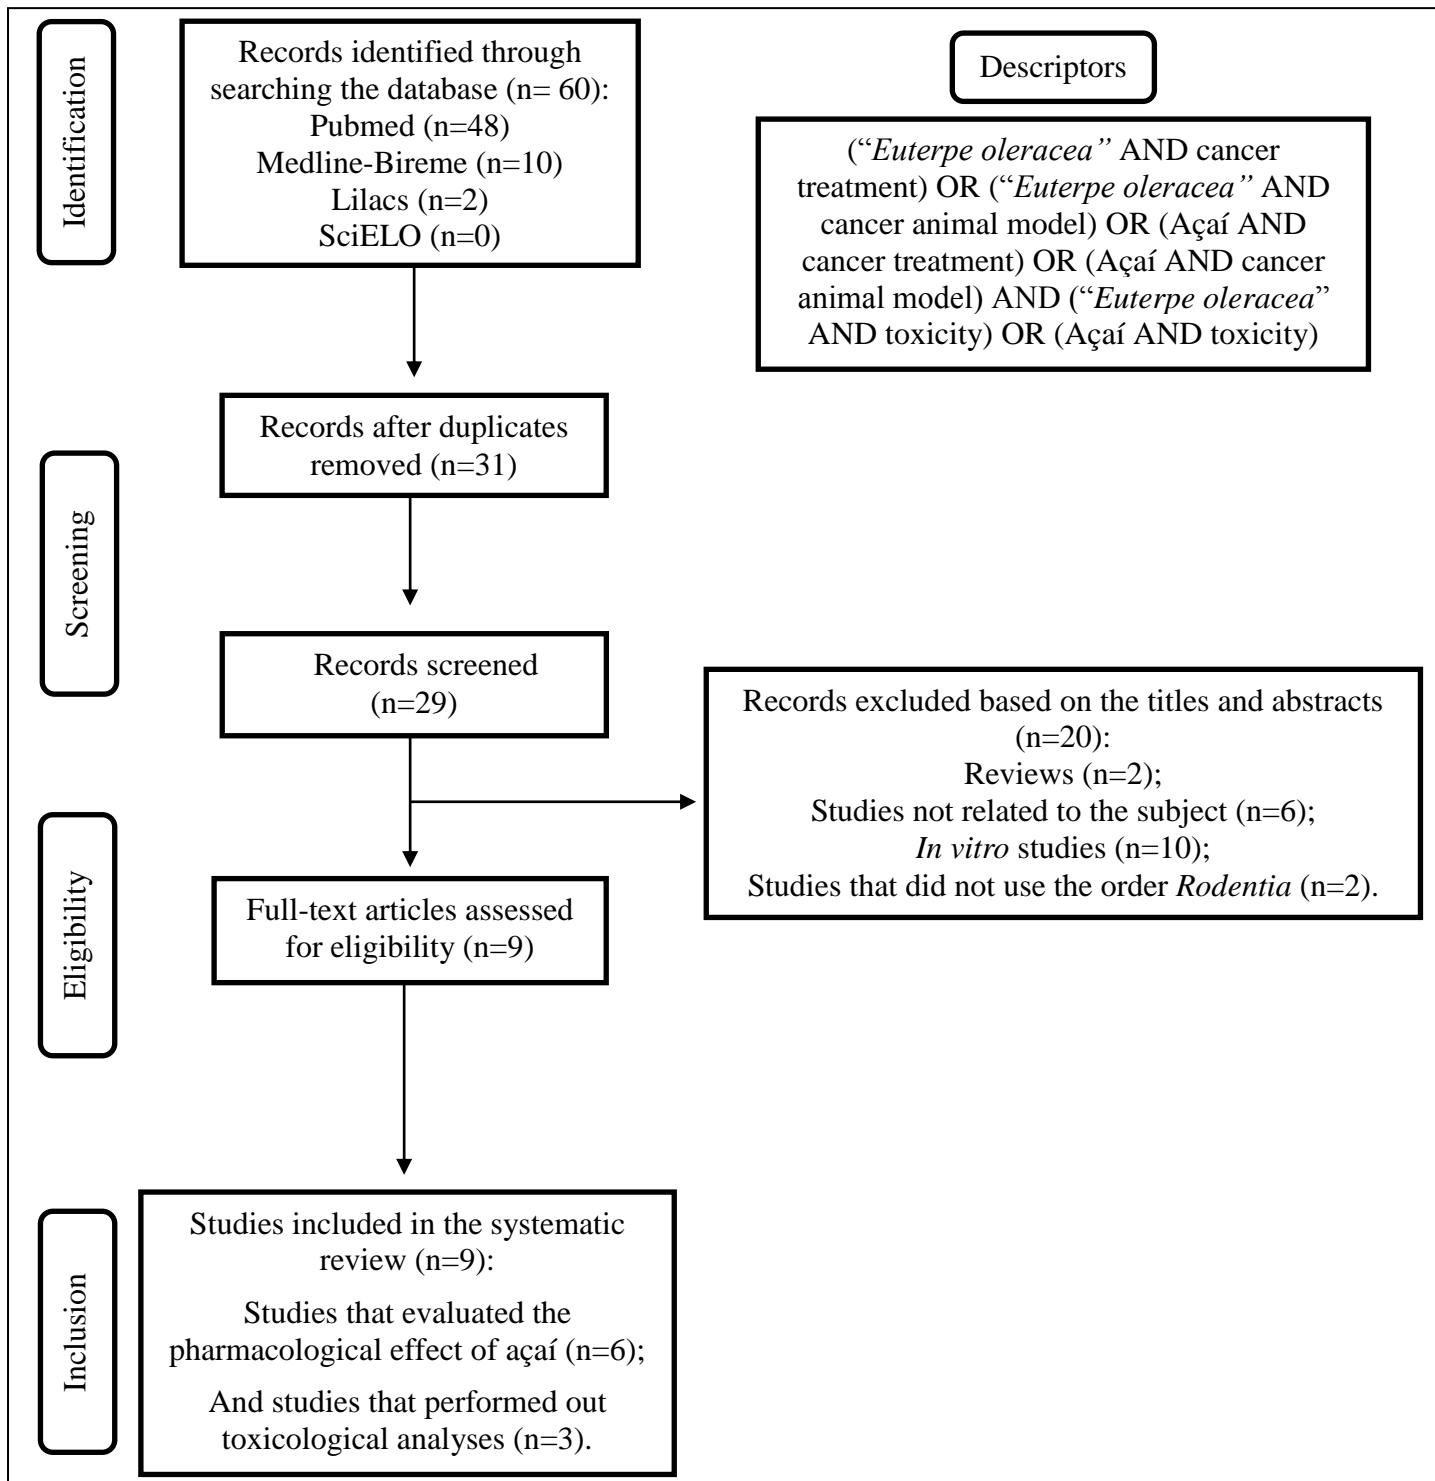 Identification
Records identified through
searching the database (n= 60):
Pubmed (n=48)
Medline-Bireme (n=10)
Lilacs (n=2)
SciELO (n=0)
Descriptors
(“Euterpe oleracea” AND cancer
treatment) OR (“Euterpe oleracea” AND
cancer animal model) OR (Açaí AND
cancer treatment) OR (Açaí AND cancer
animal model) AND (“Euterpe oleracea”
AND toxicity) OR (Açaí AND toxicity)
Screening
Records after duplicates
removed (n=31)
Records screened
(n=29)
Records excluded based on the titles and abstracts
(n=20):
Reviews (n=2);
Studies not related to the subject (n=6);
In vitro studies (n=10);
Studies that did not use the order Rodentia (n=2).
Eligibility
Full-text articles assessed
for eligibility (n=9)
Inclusion
Studies included in the systematic
review (n=9):
Studies that evaluated the
pharmacological effect of açaí (n=6);
And studies that performed out
toxicological analyses (n=3).